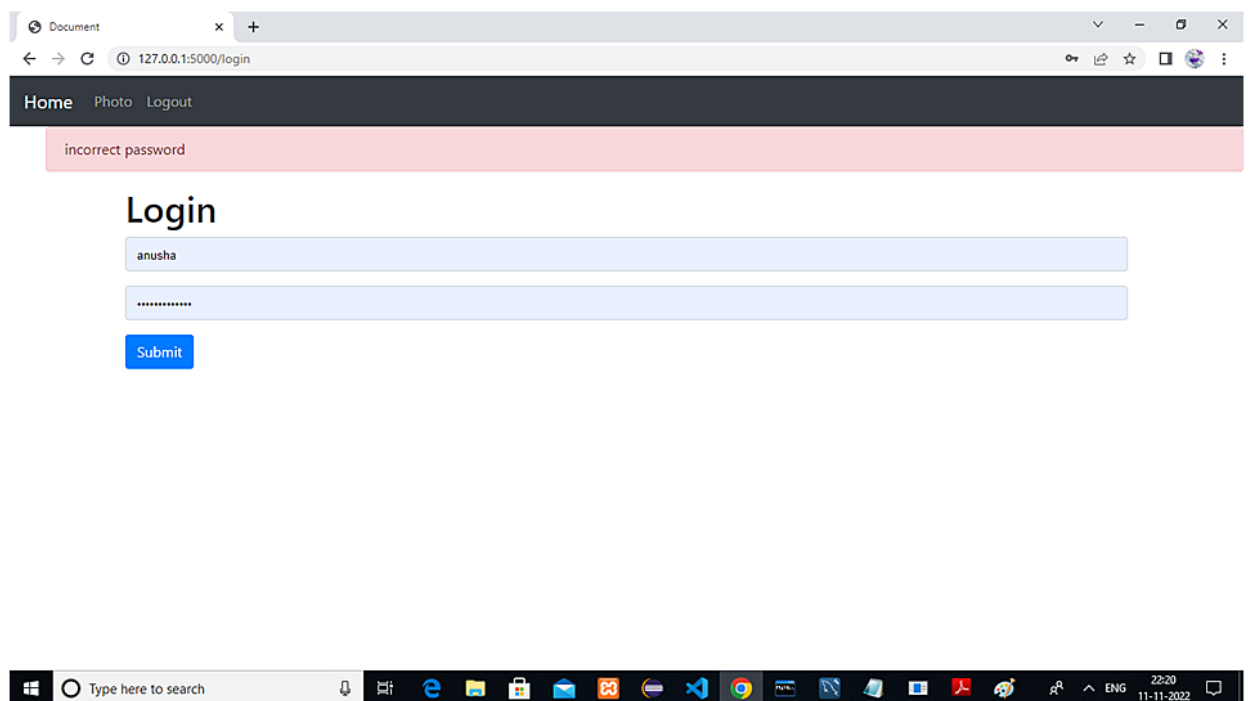 Document
127.0.0.1:5000/login
Home Photo Logout
incorrect password
Login
anusha
•••••••••••••
Submit
Type here to search
ENG
22:20
11-11-2022